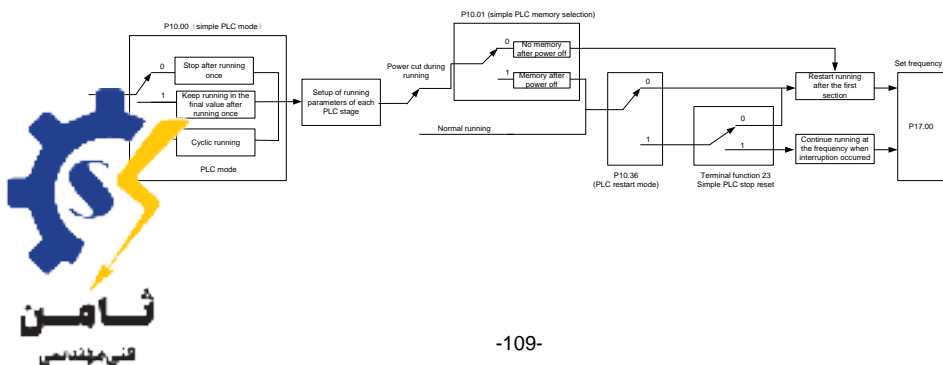 P10.00（simple PLC mode）
0
Stop after running
once
1
Keep running in the
final value after
running once
Cyclic running
PLC mode
Setup of running
parameters of each
PLC stage
Power cut during
running
Normal running
P10.01 (simple PLC memory selection)
0
No memory
after power off
1
Memory after
power off
0
1
P10.36
(PLC restart mode)
0
1
Terminal function 23
Simple PLC stop reset
Restart running
after the first
section
Continue running at
the frequency when
interruption occurred
Set frequency
P17.00
S
ثامن
فنی مهندسی
-109-